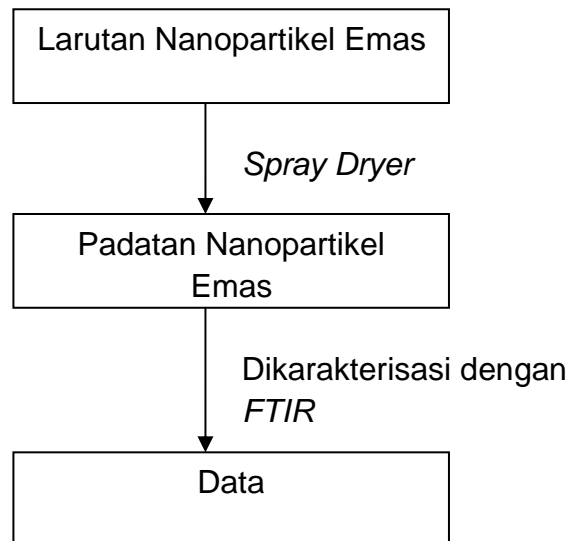 Larutan Nanopartikel Emas
Spray Dryer
Padatan Nanopartikel
Emas
Dikarakterisasi dengan
FTIR
Data